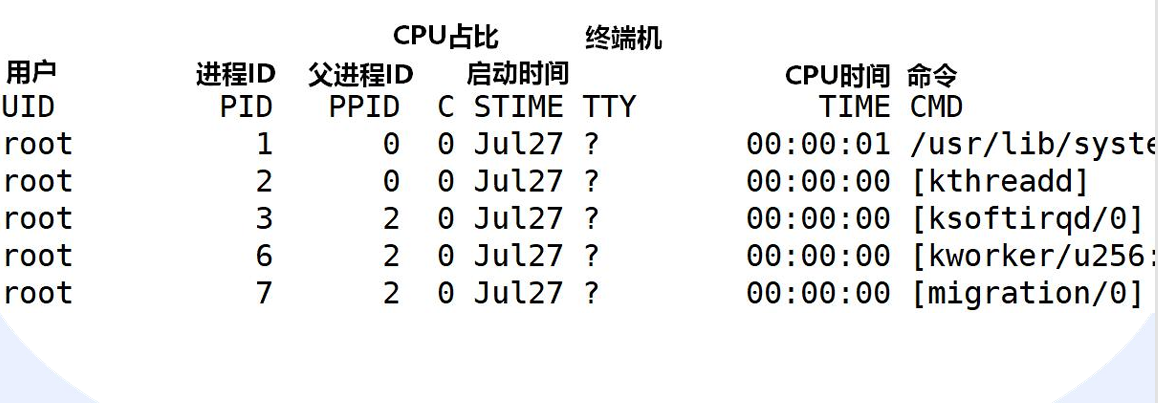 CPU占比 终端机
用户 进程ID 父进程ID 启动时间 CPU时间 命令
UID PID PPID C STIME TTY TIME CMD
root 1 0 0 Jul27 ? 00:00:01 /usr/lib/syste
root 2 0 0 Jul27 ? 00:00:00 [kthreadd]
root 3 2 0 Jul27 ? 00:00:00 [ksoftirqd/0]
root 6 2 0 Jul27 ? 00:00:00 [kworker/u256:
root 7 2 0 Jul27 ? 00:00:00 [migration/0]